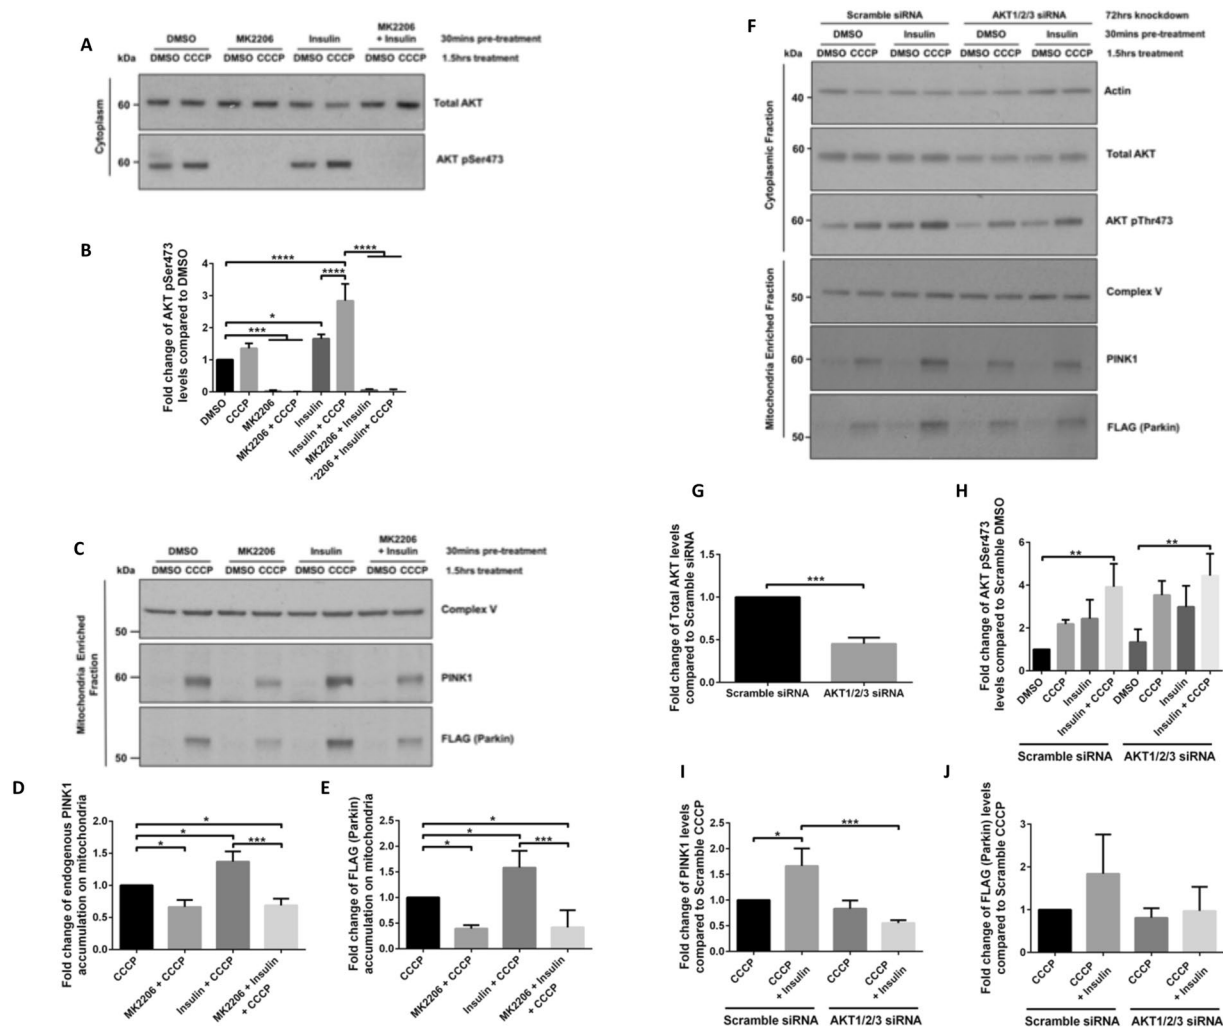 A
DMSO MK2206 Insulin MK2206 + Insulin 30mins pre-treatment
kDa DMSO CCCP DMSO CCCP DMSO CCCP DMSO CCCP 1.5hrs treatment
Cytoplasm
60 Total AKT
60 AKT pSer473
B
Fold change of AKT pSer473
levels compared to DMSO
5
4
3
2
1
0
****
****
****
*
***
DMSO
CCCP
MK2206
MK2206 + CCCP
Insulin
Insulin + CCCP
MK2206 + Insulin
K2206 + Insulin+ CCCP
C
DMSO MK2206 Insulin MK2206 + Insulin 30mins pre-treatment
kDa DMSO CCCP DMSO CCCP DMSO CCCP DMSO CCCP 1.5hrs treatment
Mitochondria Enriched
Fraction
Complex V
50
60 PINK1
FLAG (Parkin)
50
D
Fold change of endogenous PINK1
accumulation on mitochondria
2.0
1.5
1.0
0.5
0.0
*
*
*
***
CCCP
MK2206 + CCCP
Insulin + CCCP
MK2206 + Insulin
+ CCCP
E
Fold change of FLAG (Parkin)
accumulation on mitochondria
2.5
2.0
1.5
1.0
0.5
0.0
*
*
*
***
CCCP
MK2206 + CCCP
Insulin + CCCP
MK2206 + Insulin
+ CCCP
F
Scramble siRNA AKT1/2/3 siRNA 72hrs knockdown
DMSO Insulin DMSO Insulin 30mins pre-treatment
kDa DMSO CCCP DMSO CCCP DMSO CCCP DMSO CCCP 1.5hrs treatment
Cytoplasmic Fraction
40 Actin
60 Total AKT
60 AKT pThr473
Mitochondria Enriched Fraction
50 Complex V
60 PINK1
50 FLAG (Parkin)
G
Fold change of Total AKT levels
compared to Scramble siRNA
1.5
1.0
0.5
0.0
***
Scramble siRNA AKT1/2/3 siRNA
H
Fold change of AKT pSer473
levels compared to Scramble DMSO
6
4
2
0
**
**
DMSO
CCCP
Insulin
Insulin + CCCP
DMSO
CCCP
Insulin
Insulin + CCCP
Scramble siRNA AKT1/2/3 siRNA
I
Fold change of PINK1 levels
compared to Scramble CCCP
2.5
2.0
1.5
1.0
0.5
0.0
*
***
CCCP
CCCP
+ Insulin
CCCP
CCCP
+ Insulin
Scramble siRNA AKT1/2/3 siRNA
J
Fold change of FLAG (Parkin) levels
compared to Scramble CCCP
3
2
1
0
CCCP
CCCP
+ Insulin
CCCP
CCCP
+ Insulin
Scramble siRNA AKT1/2/3 siRNA